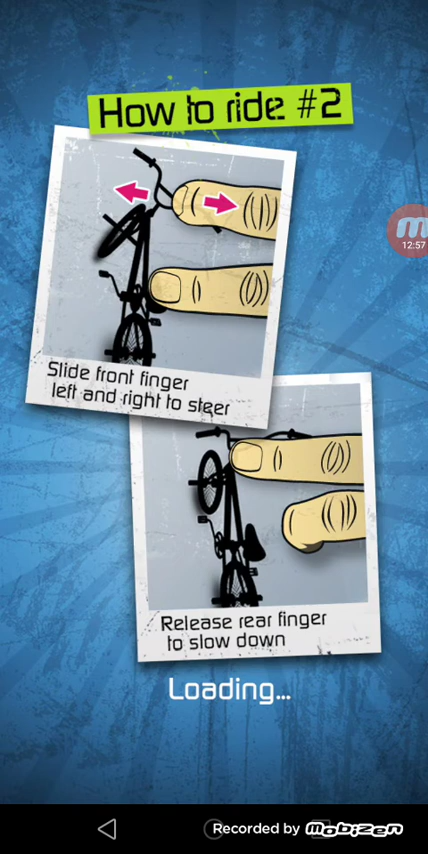 How to ride #2
12:57
Slide front finger
left and right to steer
Release rear finger
to slow down
Loading...
Recorded by mobizen